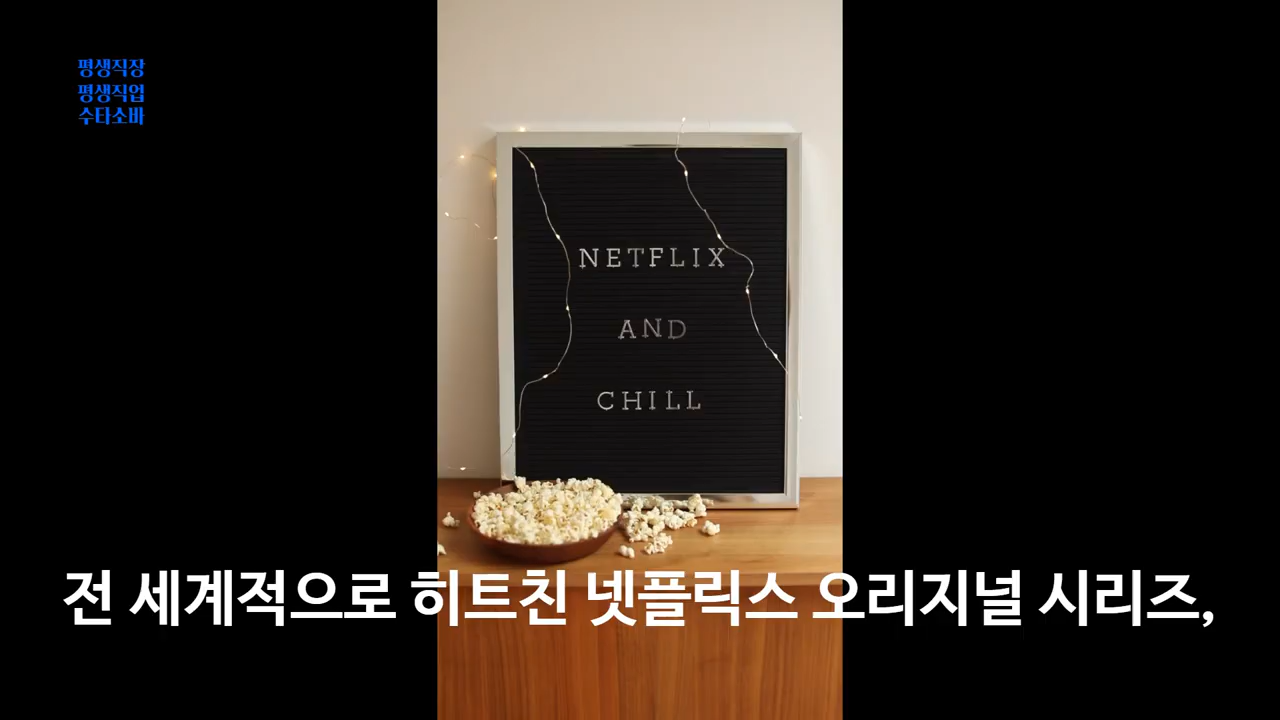 평생직장
평생직업
수타소바
NETFLIX
AND
CHILL
전 세계적으로 히트친 넷플릭스 오리지널 시리즈,